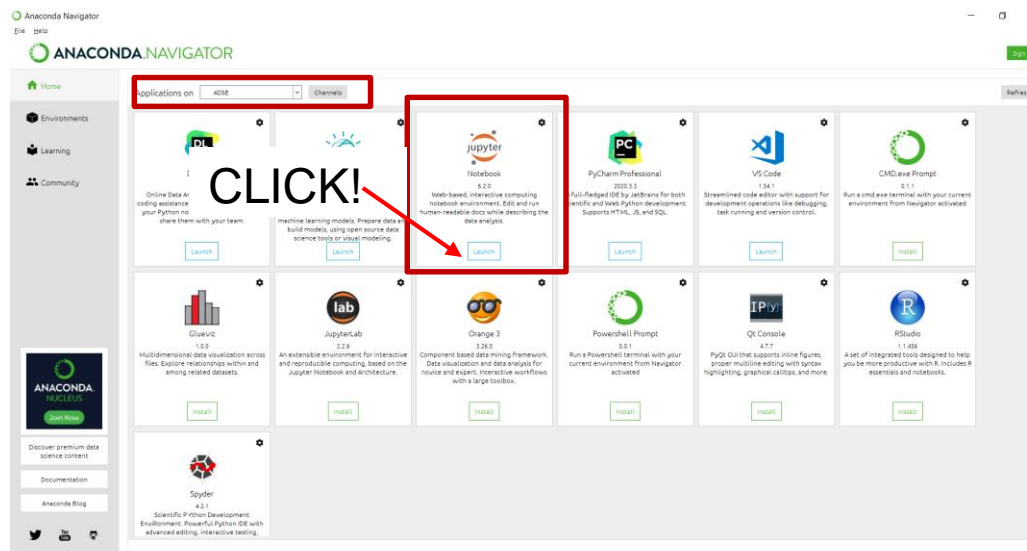 Anaconda Navigator
File Help
ANACONDA.NAVIGATOR
Sign
Home
Environments
Learning
Community
Applications on ADSE Channels
Refres
DL
Online Data Ar
coding assistance
your Python no
share them with your team.
Launch
machine learning models. Prepare data and
build models, using open source data
science tools or visual modeling.
Launch
CLICK!
jupyter
Notebook
6.2.0
Web-based, interactive computing
notebook environment. Edit and run
human-readable docs while describing the
data analysis.
Launch
PC
PyCharm Professional
2020.3.3
full-fledged IDE by JetBrains for both
Scientific and Web Python development.
Supports HTML, JS, and SQL.
Launch
VS Code
1.54.1
Streamlined code editor with support for
development operations like debugging,
task running and version control.
Launch
CMD.exe Prompt
0.1.1
Run a cmd.exe terminal with your current
environment from Navigator activated
Install
Glueviz
1.0.0
Multidimensional data visualization across
files. Explore relationships within and
among related datasets.
Install
lab
JupyterLab
2.2.6
An extensible environment for interactive
and reproducible computing, based on the
Jupyter Notebook and Architecture.
Install
Orange 3
3.26.0
Component based data mining framework.
Data visualization and data analysis for
novice and expert. Interactive workflows
with a large toolbox.
Install
Powershell Prompt
0.0.1
Run a Powershell terminal with your
current environment from Navigator
activated
Install
IP[y]:
Qt Console
4.7.7
PyQt GUI that supports inline figures,
proper multiline editing with syntax
highlighting, graphical calltips, and more.
Install
R
RStudio
1.1.456
A set of integrated tools designed to help
you be more productive with R. Includes R
essentials and notebooks.
Install
Spyder
4.2.1
Scientific Python Development
EnviRonment. Powerful Python IDE with
advanced editing, interactive testing,
ANACONDA.
NUCLEUS
Join Now
Discover premium data
science content
Documentation
Anaconda Blog
You
Tube